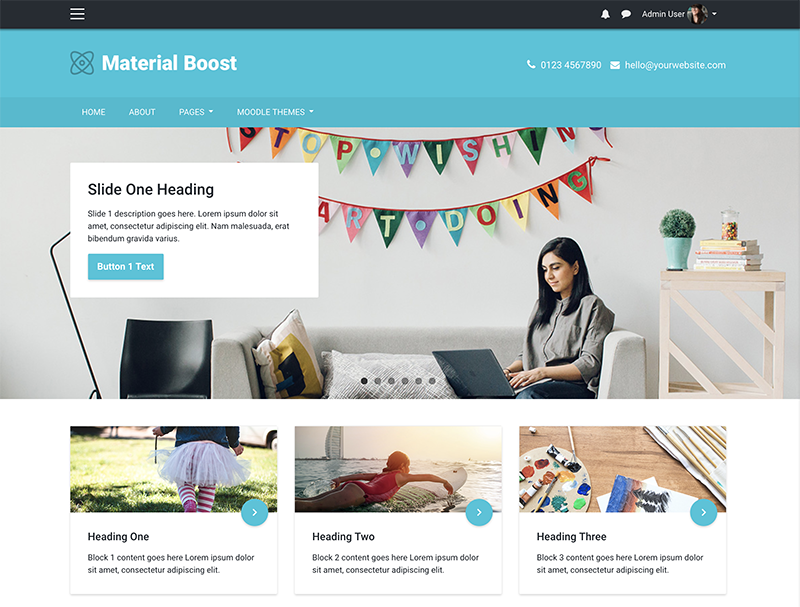 Admin User
Material Boost
0123 4567890 hello@yourwebsite.com
HOME ABOUT PAGES MOODLE THEMES
STOP • WISHING
ART • DOING
Slide One Heading
Slide 1 description goes here. Lorem ipsum dolor sit
amet, consectetur adipiscing elit. Nam malesuada, erat
bibendum gravida varius.
Button 1 Text
Heading One
Block 1 content goes here Lorem ipsum dolor
sit amet, consectetur adipiscing elit.
Heading Two
Block 2 content goes here Lorem ipsum dolor
sit amet, consectetur adipiscing elit.
Heading Three
Block 3 content goes here Lorem ipsum dolor
sit amet, consectetur adipiscing elit.